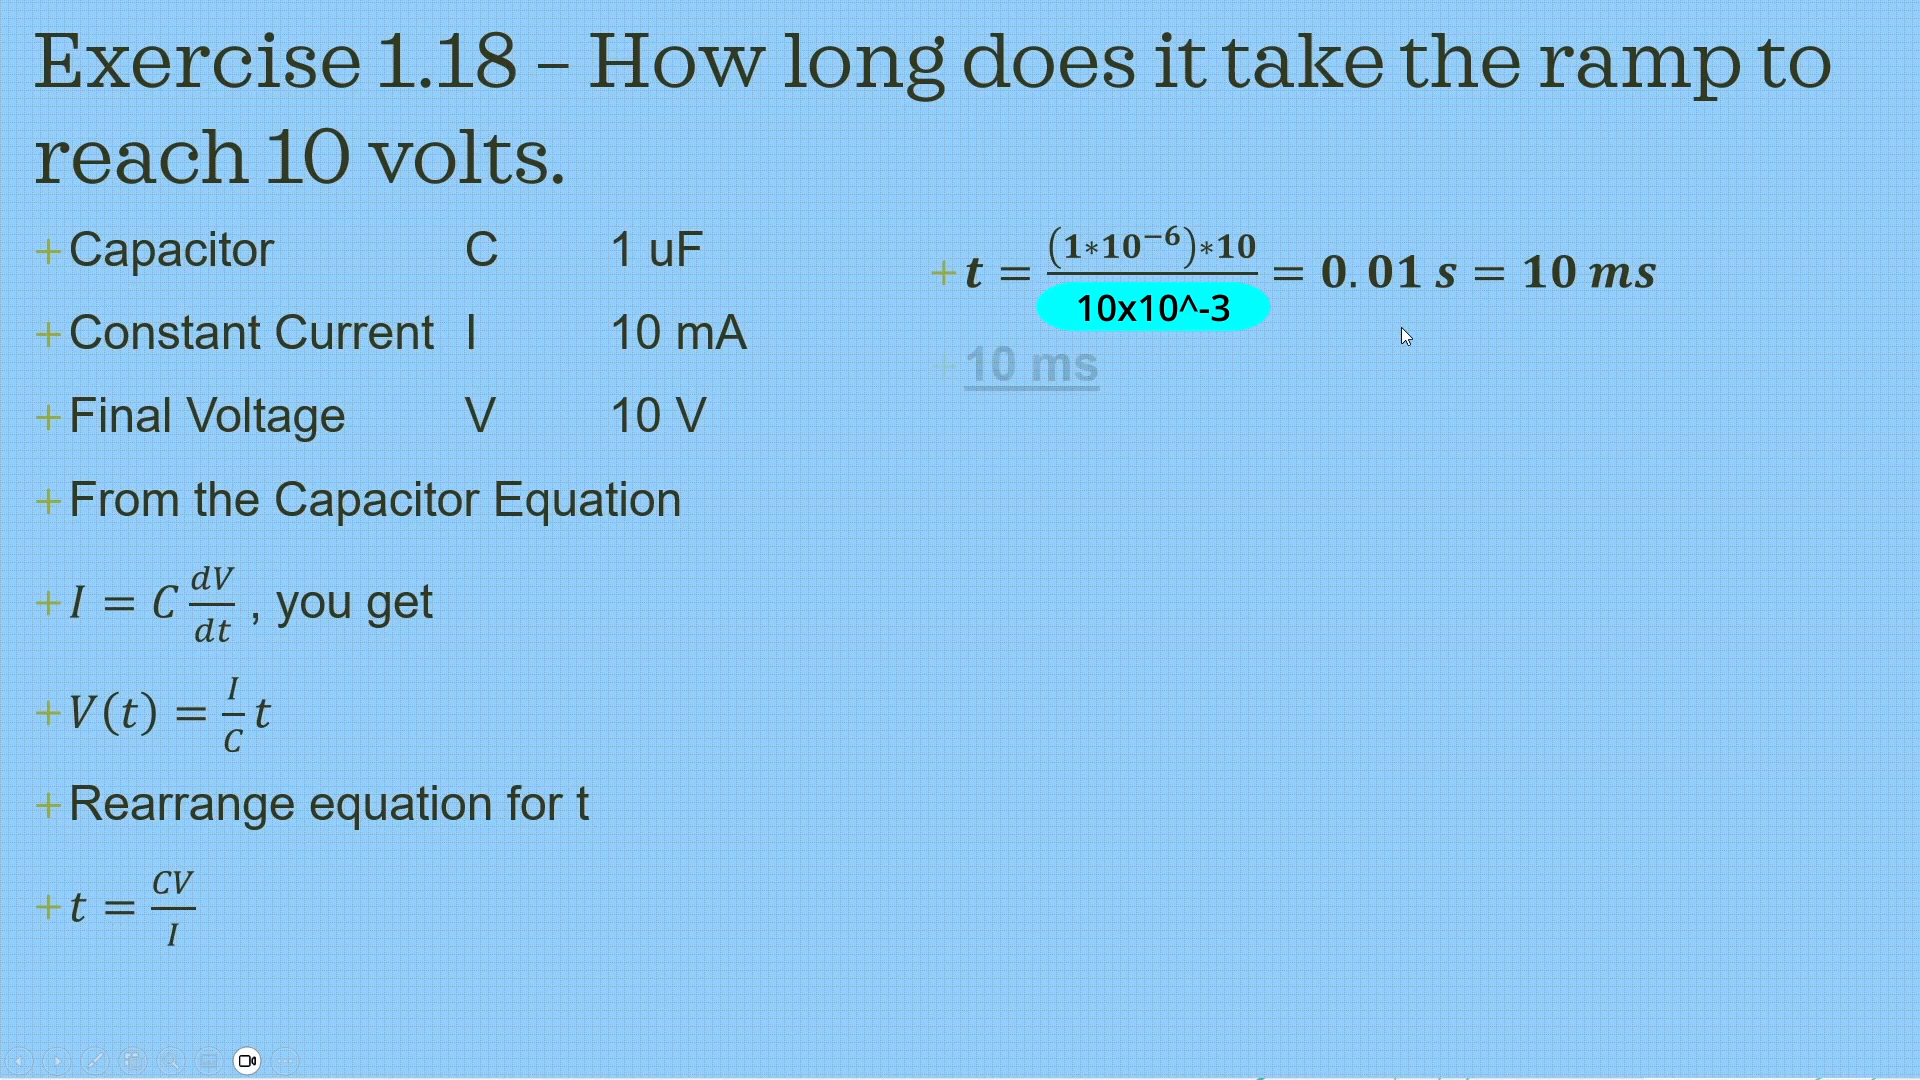 Exercise 1.18 – How long does it take the ramp to
reach 10 volts.
+ Capacitor C 1 uF
+ Constant Current I 10 mA
+ Final Voltage V 10 V
+ From the Capacitor Equation
+ I = C dV/dt , you get
+ V(t) = I/C t
+ Rearrange equation for t
+ t = CV/I
+ t = (1*10⁻⁶)*10 / 10x10^-3 = 0.01 s = 10 ms
+ 10 ms